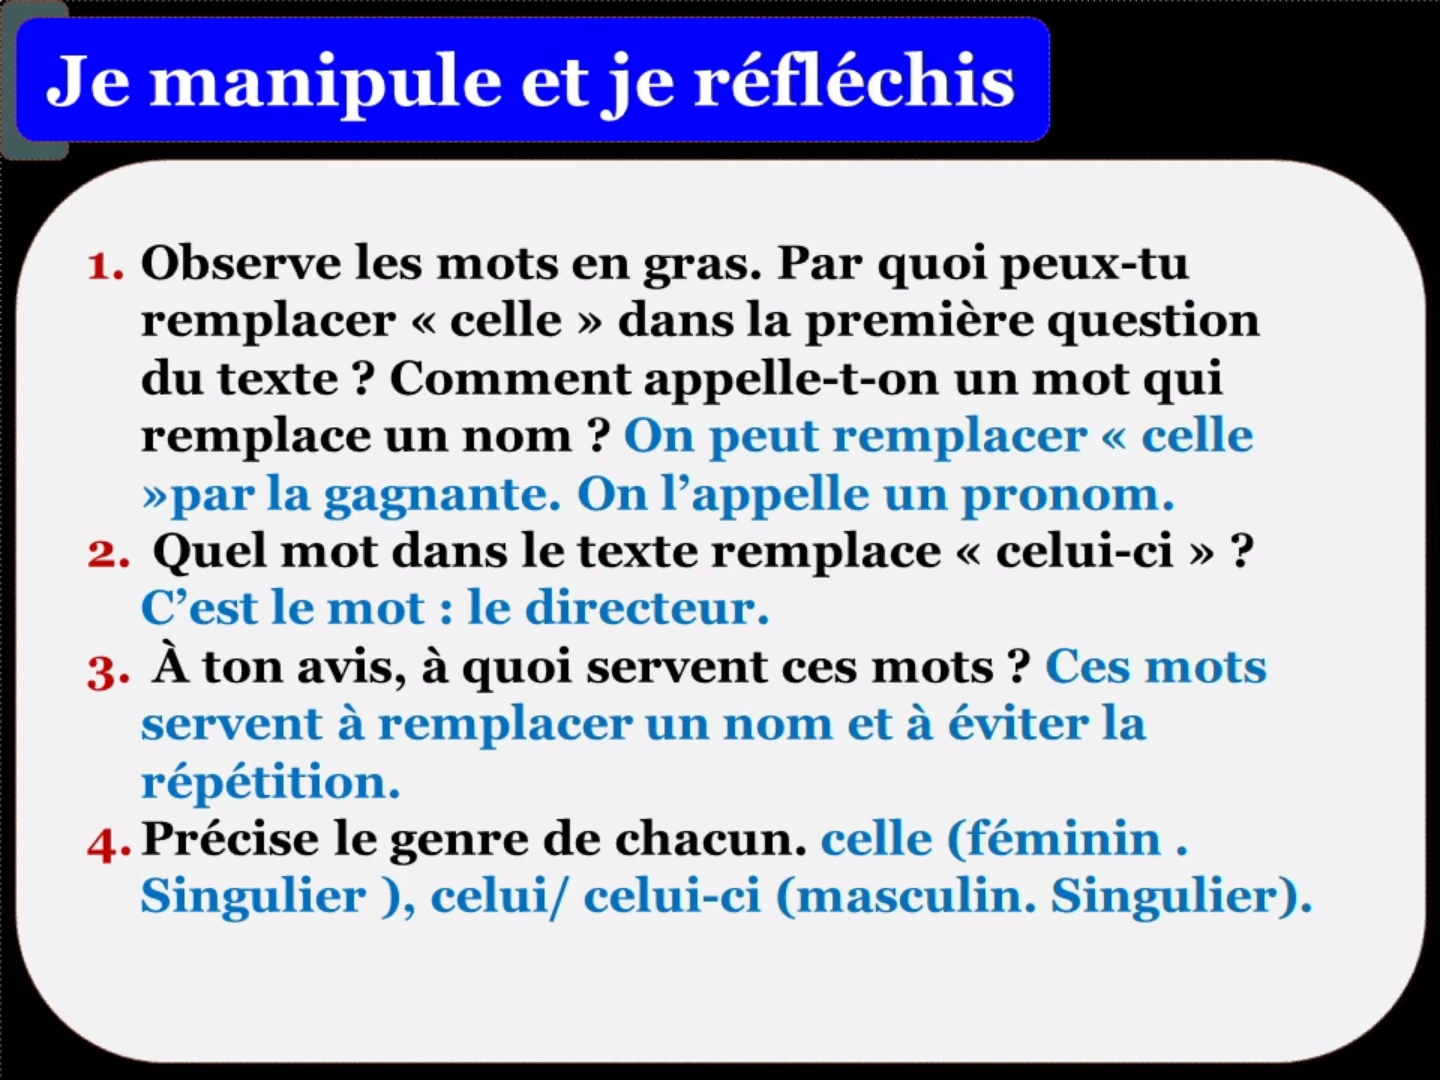 Je manipule et je réfléchis
1. Observe les mots en gras. Par quoi peux-tu
remplacer « celle » dans la première question
du texte ? Comment appelle-t-on un mot qui
remplace un nom ? On peut remplacer « celle
»par la gagnante. On l’appelle un pronom.
2. Quel mot dans le texte remplace « celui-ci » ?
C’est le mot : le directeur.
3. À ton avis, à quoi servent ces mots ? Ces mots
servent à remplacer un nom et à éviter la
répétition.
4. Précise le genre de chacun. celle (féminin .
Singulier ), celui/ celui-ci (masculin. Singulier).